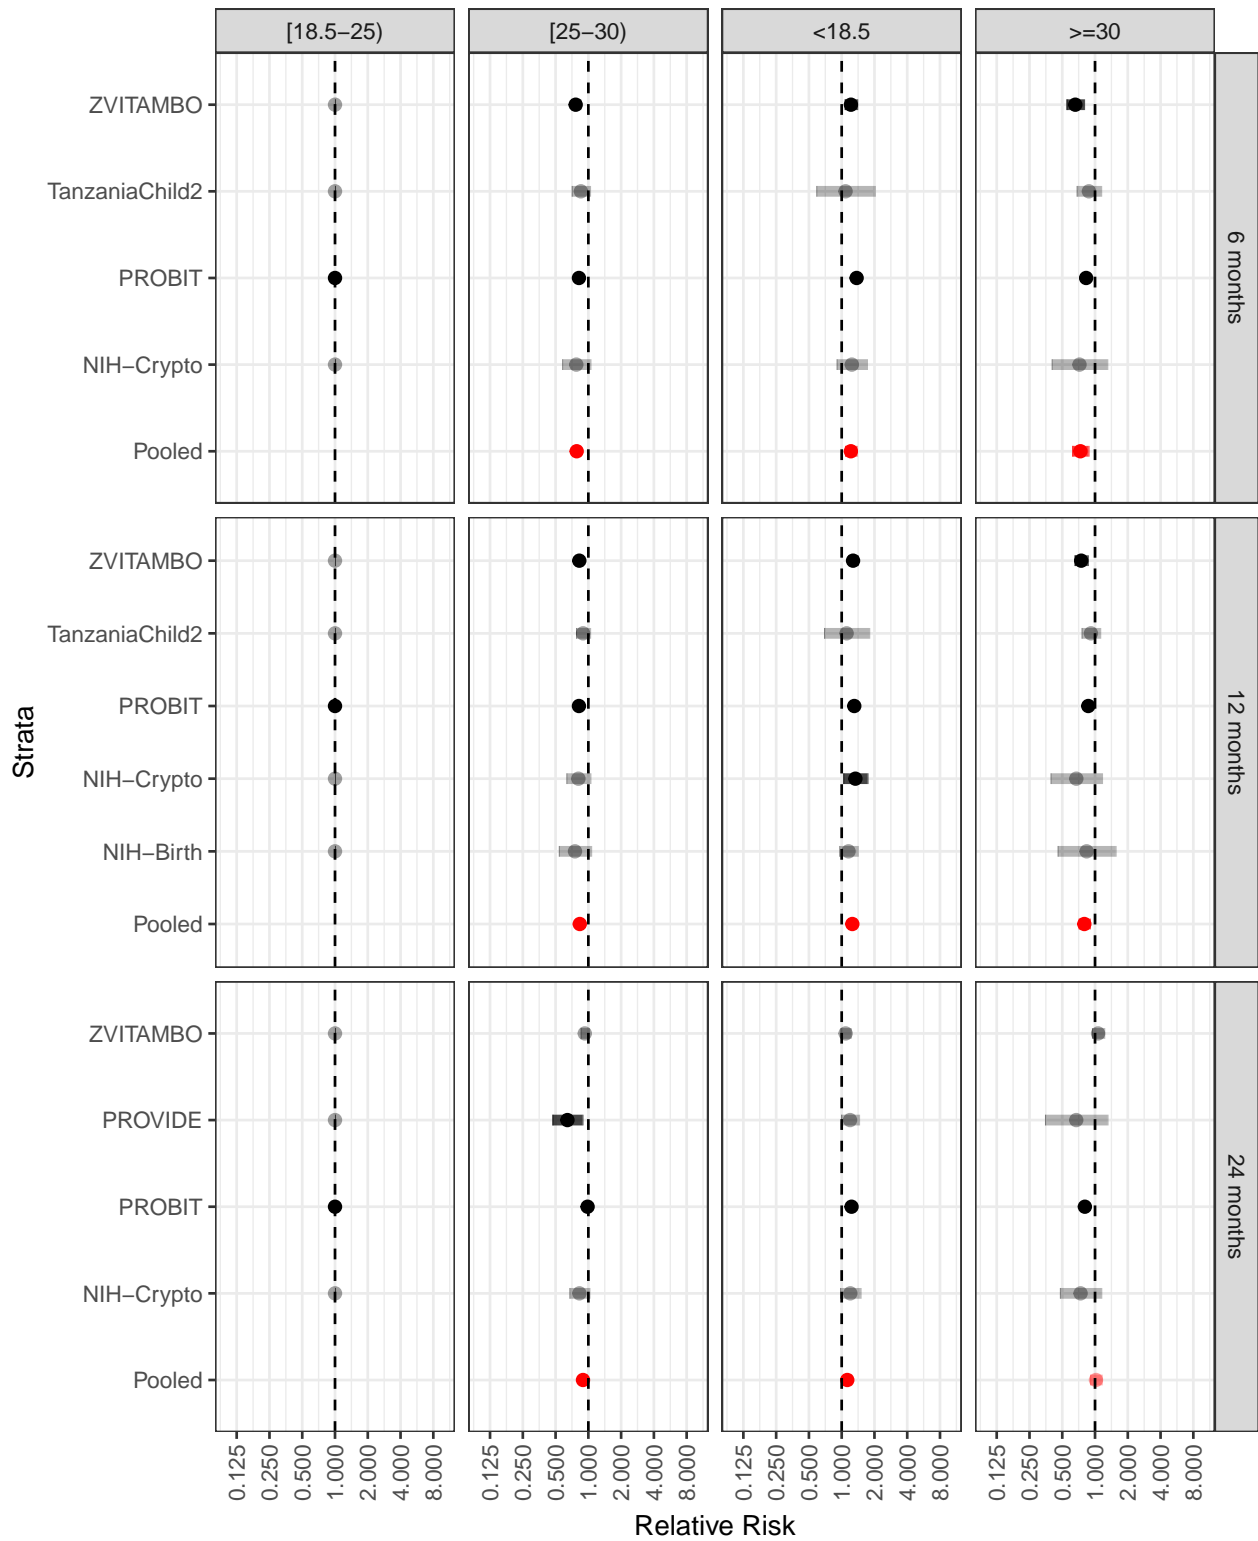 [18.5−25)
[25−30)
<18.5
>=30
ZVITAMBO
TanzaniaChild2
PROBIT
NIH−Crypto
Pooled
6 months
ZVITAMBO
TanzaniaChild2
PROBIT
NIH−Crypto
NIH−Birth
Pooled
12 months
ZVITAMBO
PROVIDE
PROBIT
NIH−Crypto
Pooled
24 months
Strata
0.125
0.250
0.500
1.000
2.000
4.000
8.000
0.125
0.250
0.500
1.000
2.000
4.000
8.000
0.125
0.250
0.500
1.000
2.000
4.000
8.000
0.125
0.250
0.500
1.000
2.000
4.000
8.000
Relative Risk